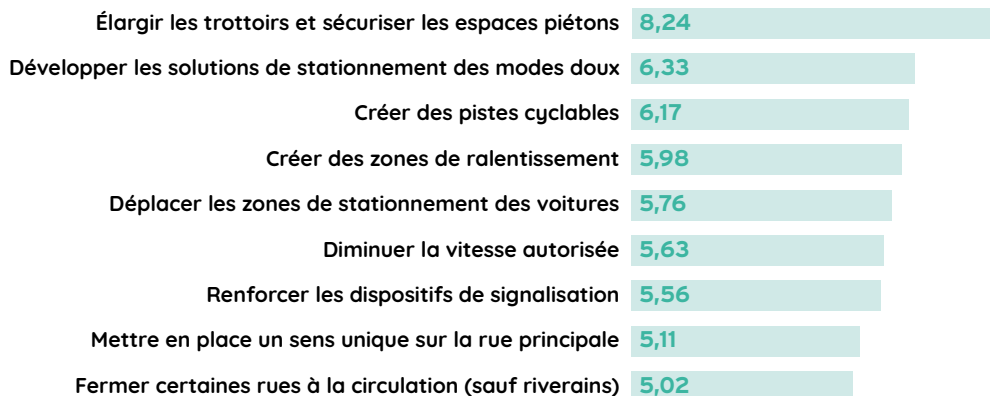 Élargir les trottoirs et sécuriser les espaces piétons 8,24
Développer les solutions de stationnement des modes doux 6,33
Créer des pistes cyclables 6,17
Créer des zones de ralentissement 5,98
Déplacer les zones de stationnement des voitures 5,76
Diminuer la vitesse autorisée 5,63
Renforcer les dispositifs de signalisation 5,56
Mettre en place un sens unique sur la rue principale 5,11
Fermer certaines rues à la circulation (sauf riverains) 5,02